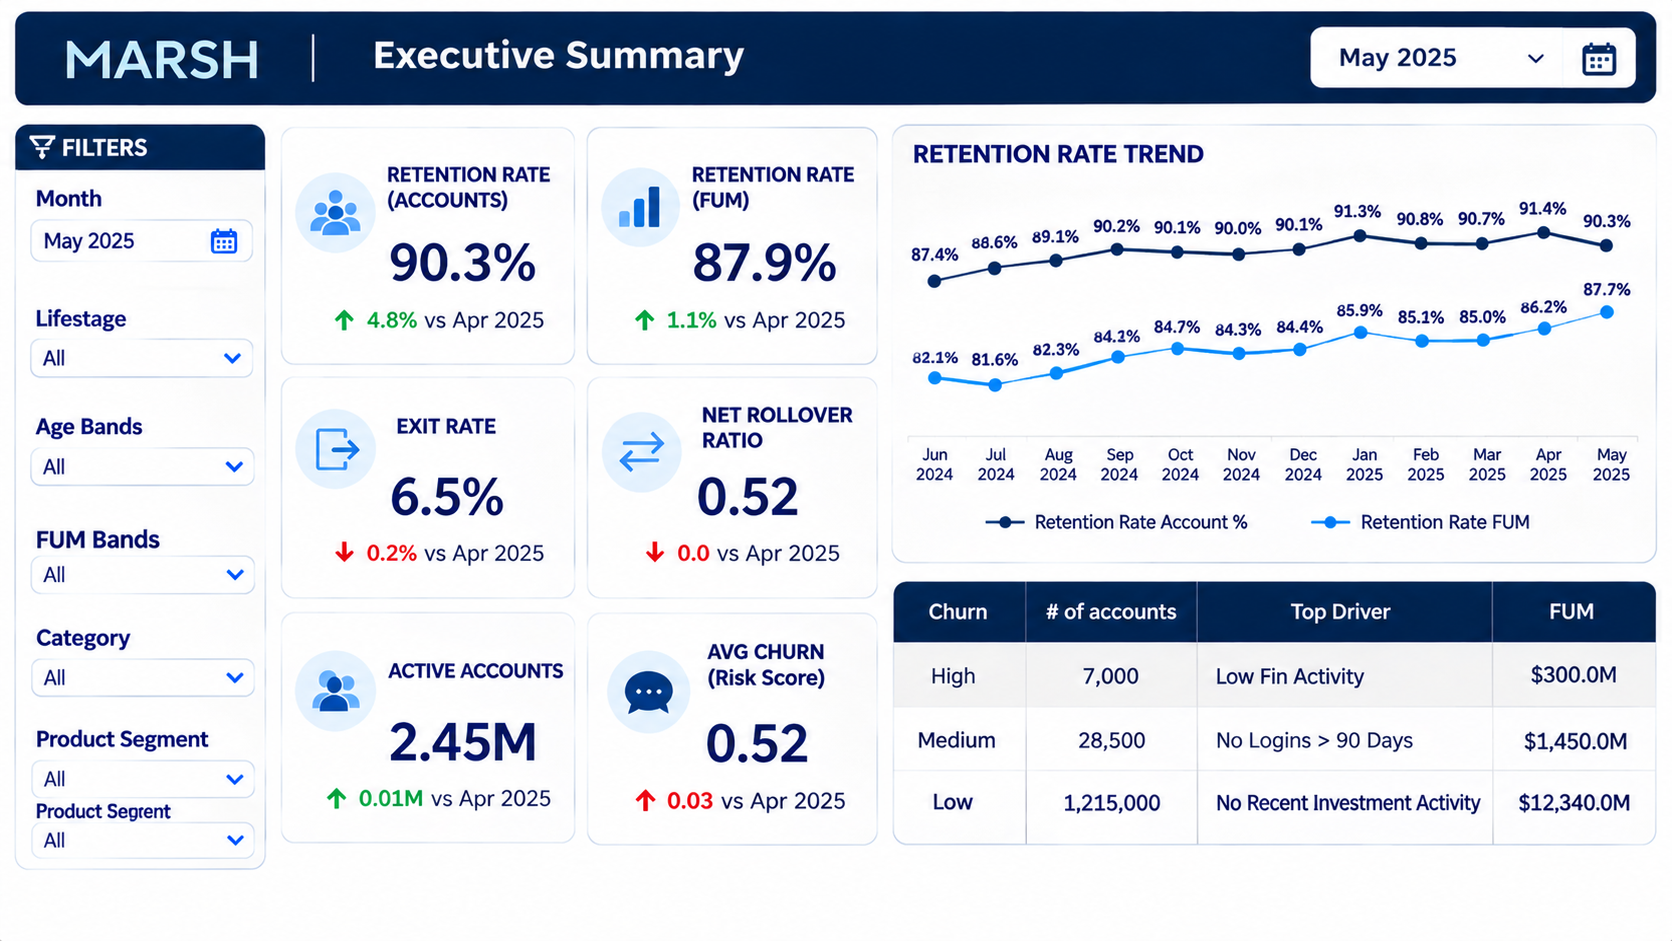 MARSH
Executive Summary
May 2025
FILTERS
Month
May 2025
Lifestage
All
Age Bands
All
FUM Bands
All
Category
All
Product Segment
All
Product Segrent
All
RETENTION RATE
(ACCOUNTS)
90.3%
4.8% vs Apr 2025
RETENTION RATE
(FUM)
87.9%
1.1% vs Apr 2025
EXIT RATE
6.5%
0.2% vs Apr 2025
NET ROLLOVER
RATIO
0.52
0.0 vs Apr 2025
ACTIVE ACCOUNTS
2.45M
0.01M vs Apr 2025
AVG CHURN
(Risk Score)
0.52
0.03 vs Apr 2025
RETENTION RATE TREND
87.4% 88.6% 89.1% 90.2% 90.1% 90.0% 90.1% 91.3% 90.8% 90.7% 91.4% 90.3%
82.1% 81.6% 82.3% 84.2% 84.7% 84.3% 84.4% 85.9% 85.1% 85.0% 86.2% 87.7%
Jun Jul Aug Sep Oct Nov Dec Jan Feb Mar Apr May
2024 2024 2024 2024 2024 2024 2024 2025 2025 2025 2025 2025
Retention Rate Account % Retention Rate FUM
Churn # of accounts Top Driver FUM
High 7,000 Low Fin Activity $300.0M
Medium 28,500 No Logins > 90 Days $1,450.0M
Low 1,215,000 No Recent Investment Activity $12,340.0M